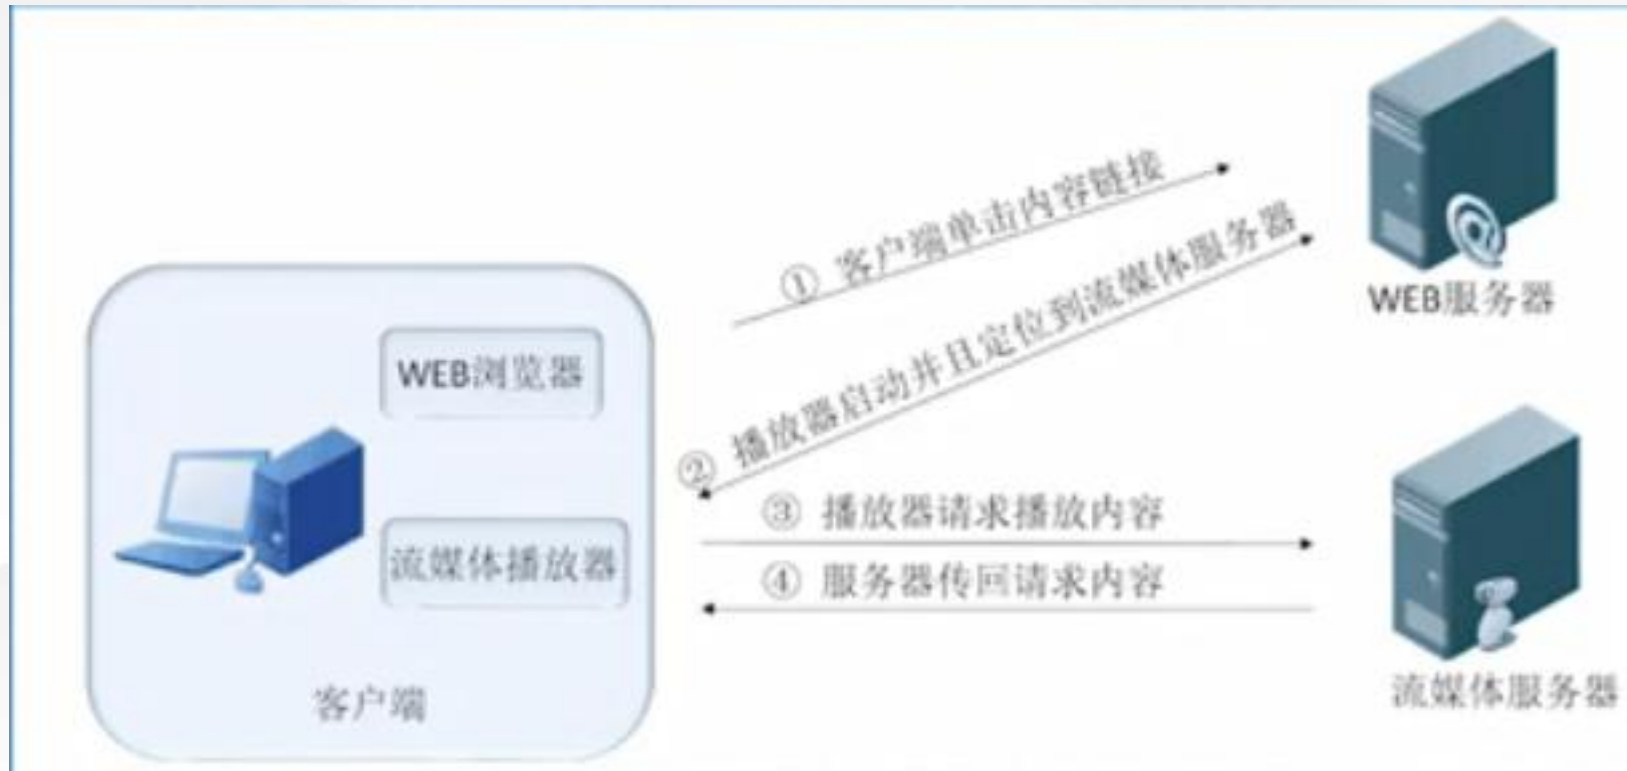 ① 客户端单击内容链接
WEB服务器
② 播放器启动并且定位到流媒体服务器
WEB浏览器
③ 播放器请求播放内容
流媒体播放器
④ 服务器传回请求内容
客户端
流媒体服务器